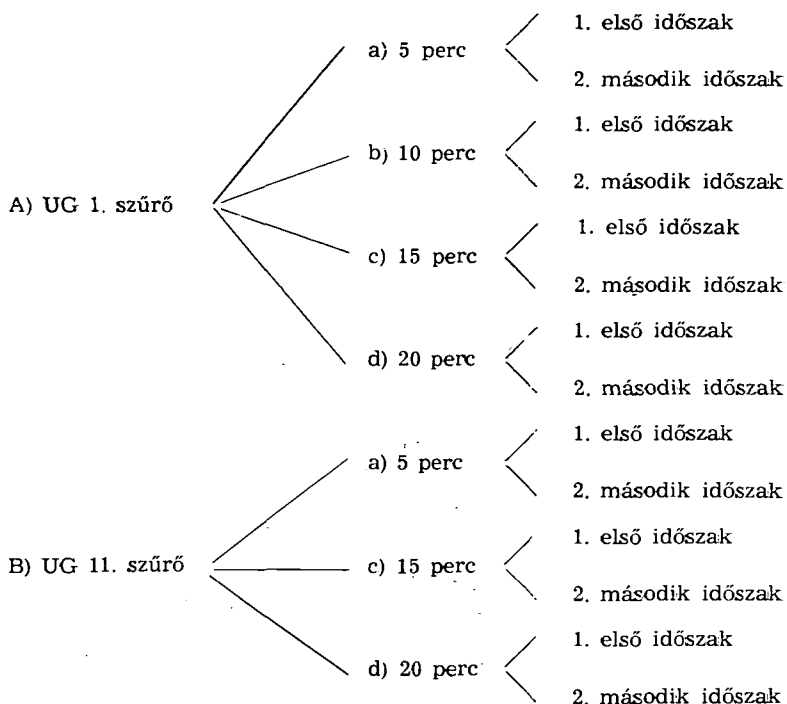 1. első időszak
a) 5 perc
2. második időszak
1. első időszak
b) 10 perc
2. második időszak
A) UG 1. szűrő
1. első időszak
c) 15 perc
2. második időszak
1. első időszak
d) 20 perc
2. második időszak
1. első időszak
a) 5 perc
2. második időszak
1. első időszak
B) UG 11. szűrő
c) 15 perc
2. második időszak
1. első időszak
d) 20 perc
2. második időszak